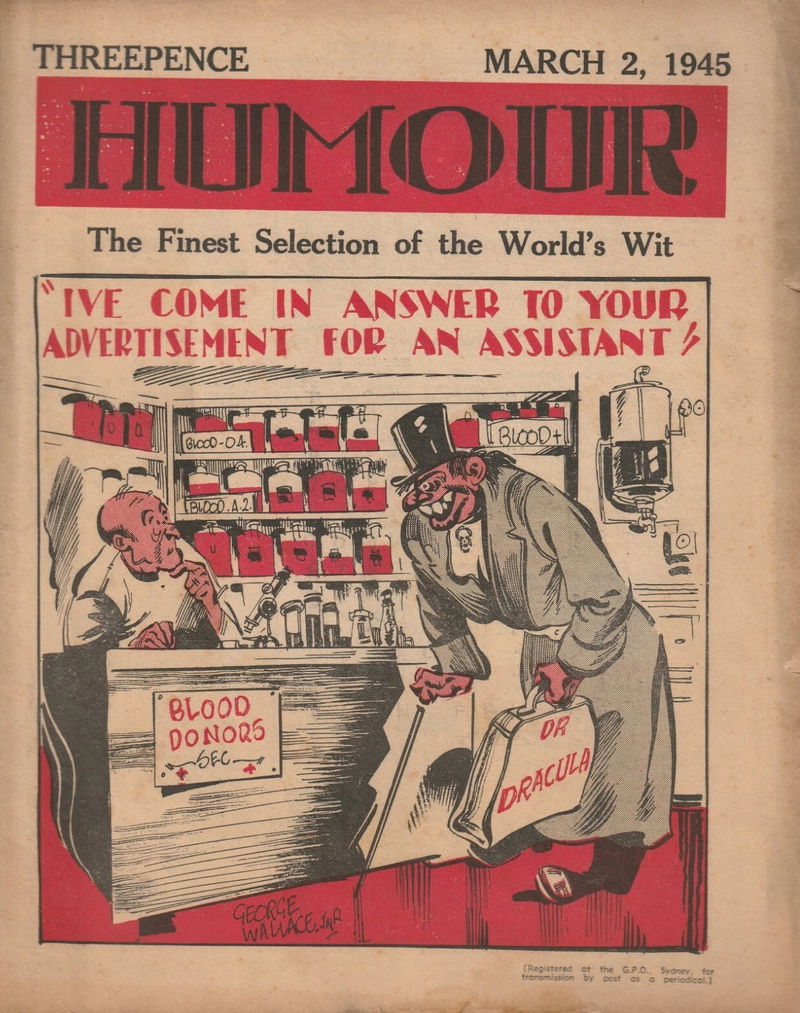 THREEPENCE MARCH 2, 1945
HUMOUR
The Finest Selection of the World's Wit
"IVE COME IN ANSWER TO YOUR
ADVERTISEMENT FOR AN ASSISTANT!
BLOOD-O4.
BLOOD+
BLOOD.A.2.
BLOOD
DONORS
SEC
DR
DRACULA
GEORGE
WALLACE.JNR
(Registered at the G.P.O., Sydney, for
transmission by post as a periodical.)